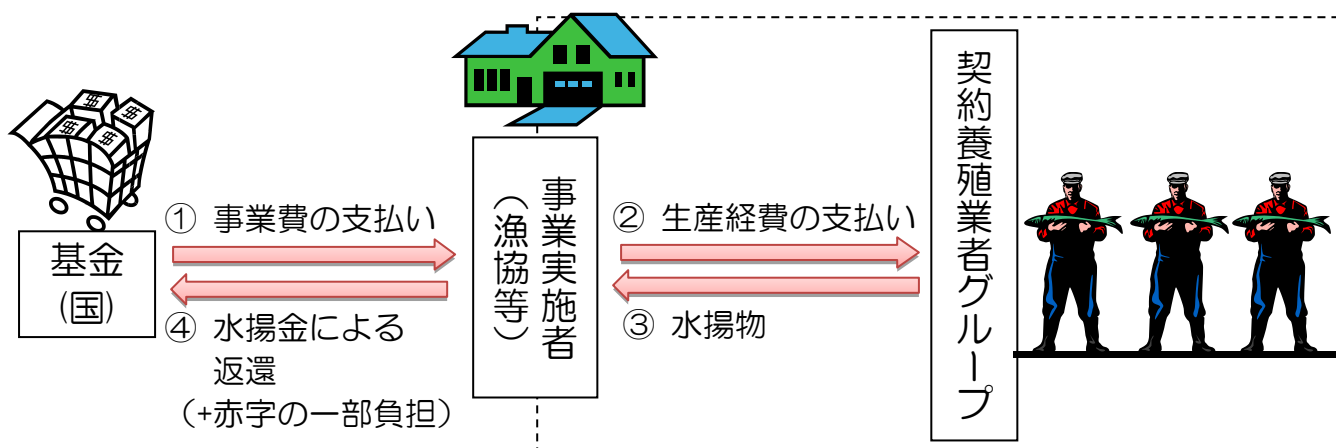 ① 事業費の支払い
基金
(国)
④ 水揚金による
返還
（+赤字の一部負担）
事業実施者
（漁協等）
② 生産経費の支払い
③ 水揚物
契約養殖業者グループ
$
$
$
$